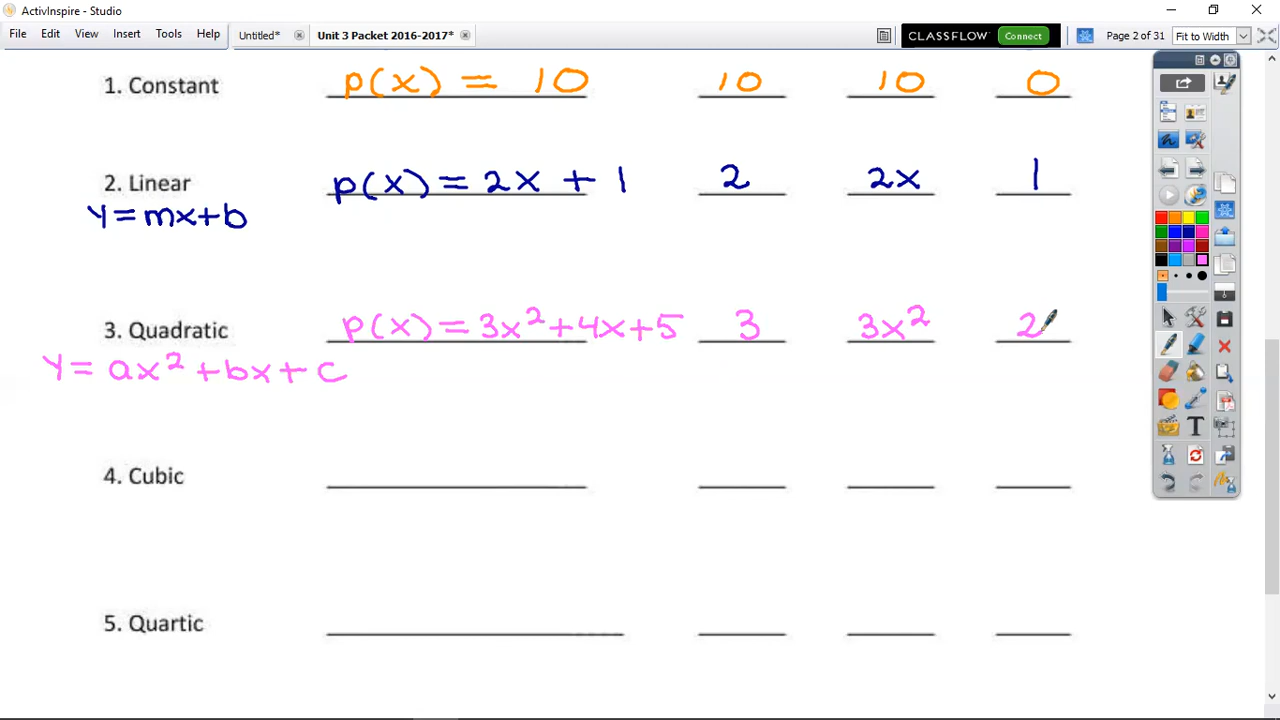 ActivInspire - Studio
File Edit View Insert Tools Help Untitled* Unit 3 Packet 2016-2017* CLASSFLOW Connect Page 2 of 31 Fit to Width
1. Constant p(x) = 10 10 10 0
2. Linear p(x) = 2x + 1 2 2x 1
y = mx+b
3. Quadratic p(x) = 3x²+4x+5 3 3x² 2
y = ax² + bx + c
4. Cubic
5. Quartic